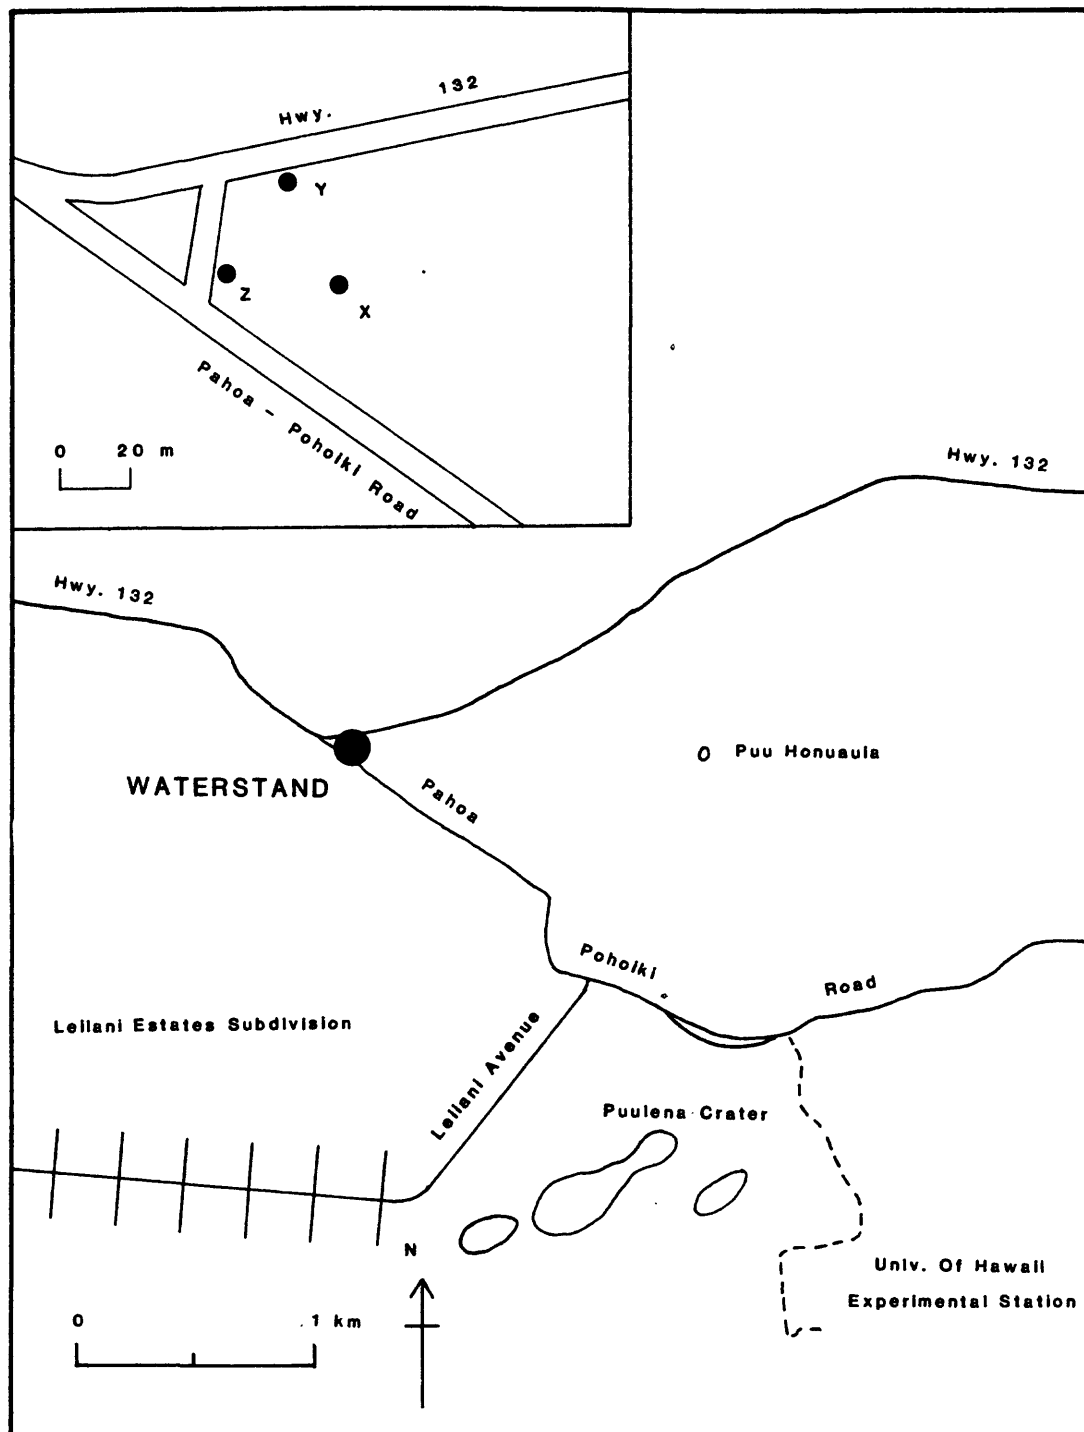 Hwy. 132
Y
Z
X
Pahoa - Pohoiki Road
0 20 m
Hwy. 132
Hwy. 132
Puu Honuaula
WATERSTAND
Pahoa
Pohoiki
Road
Leilani Estates Subdivision
Leilani Avenue
Puulena Crater
N
Univ. Of Hawaii
Experimental Station
0 1 km